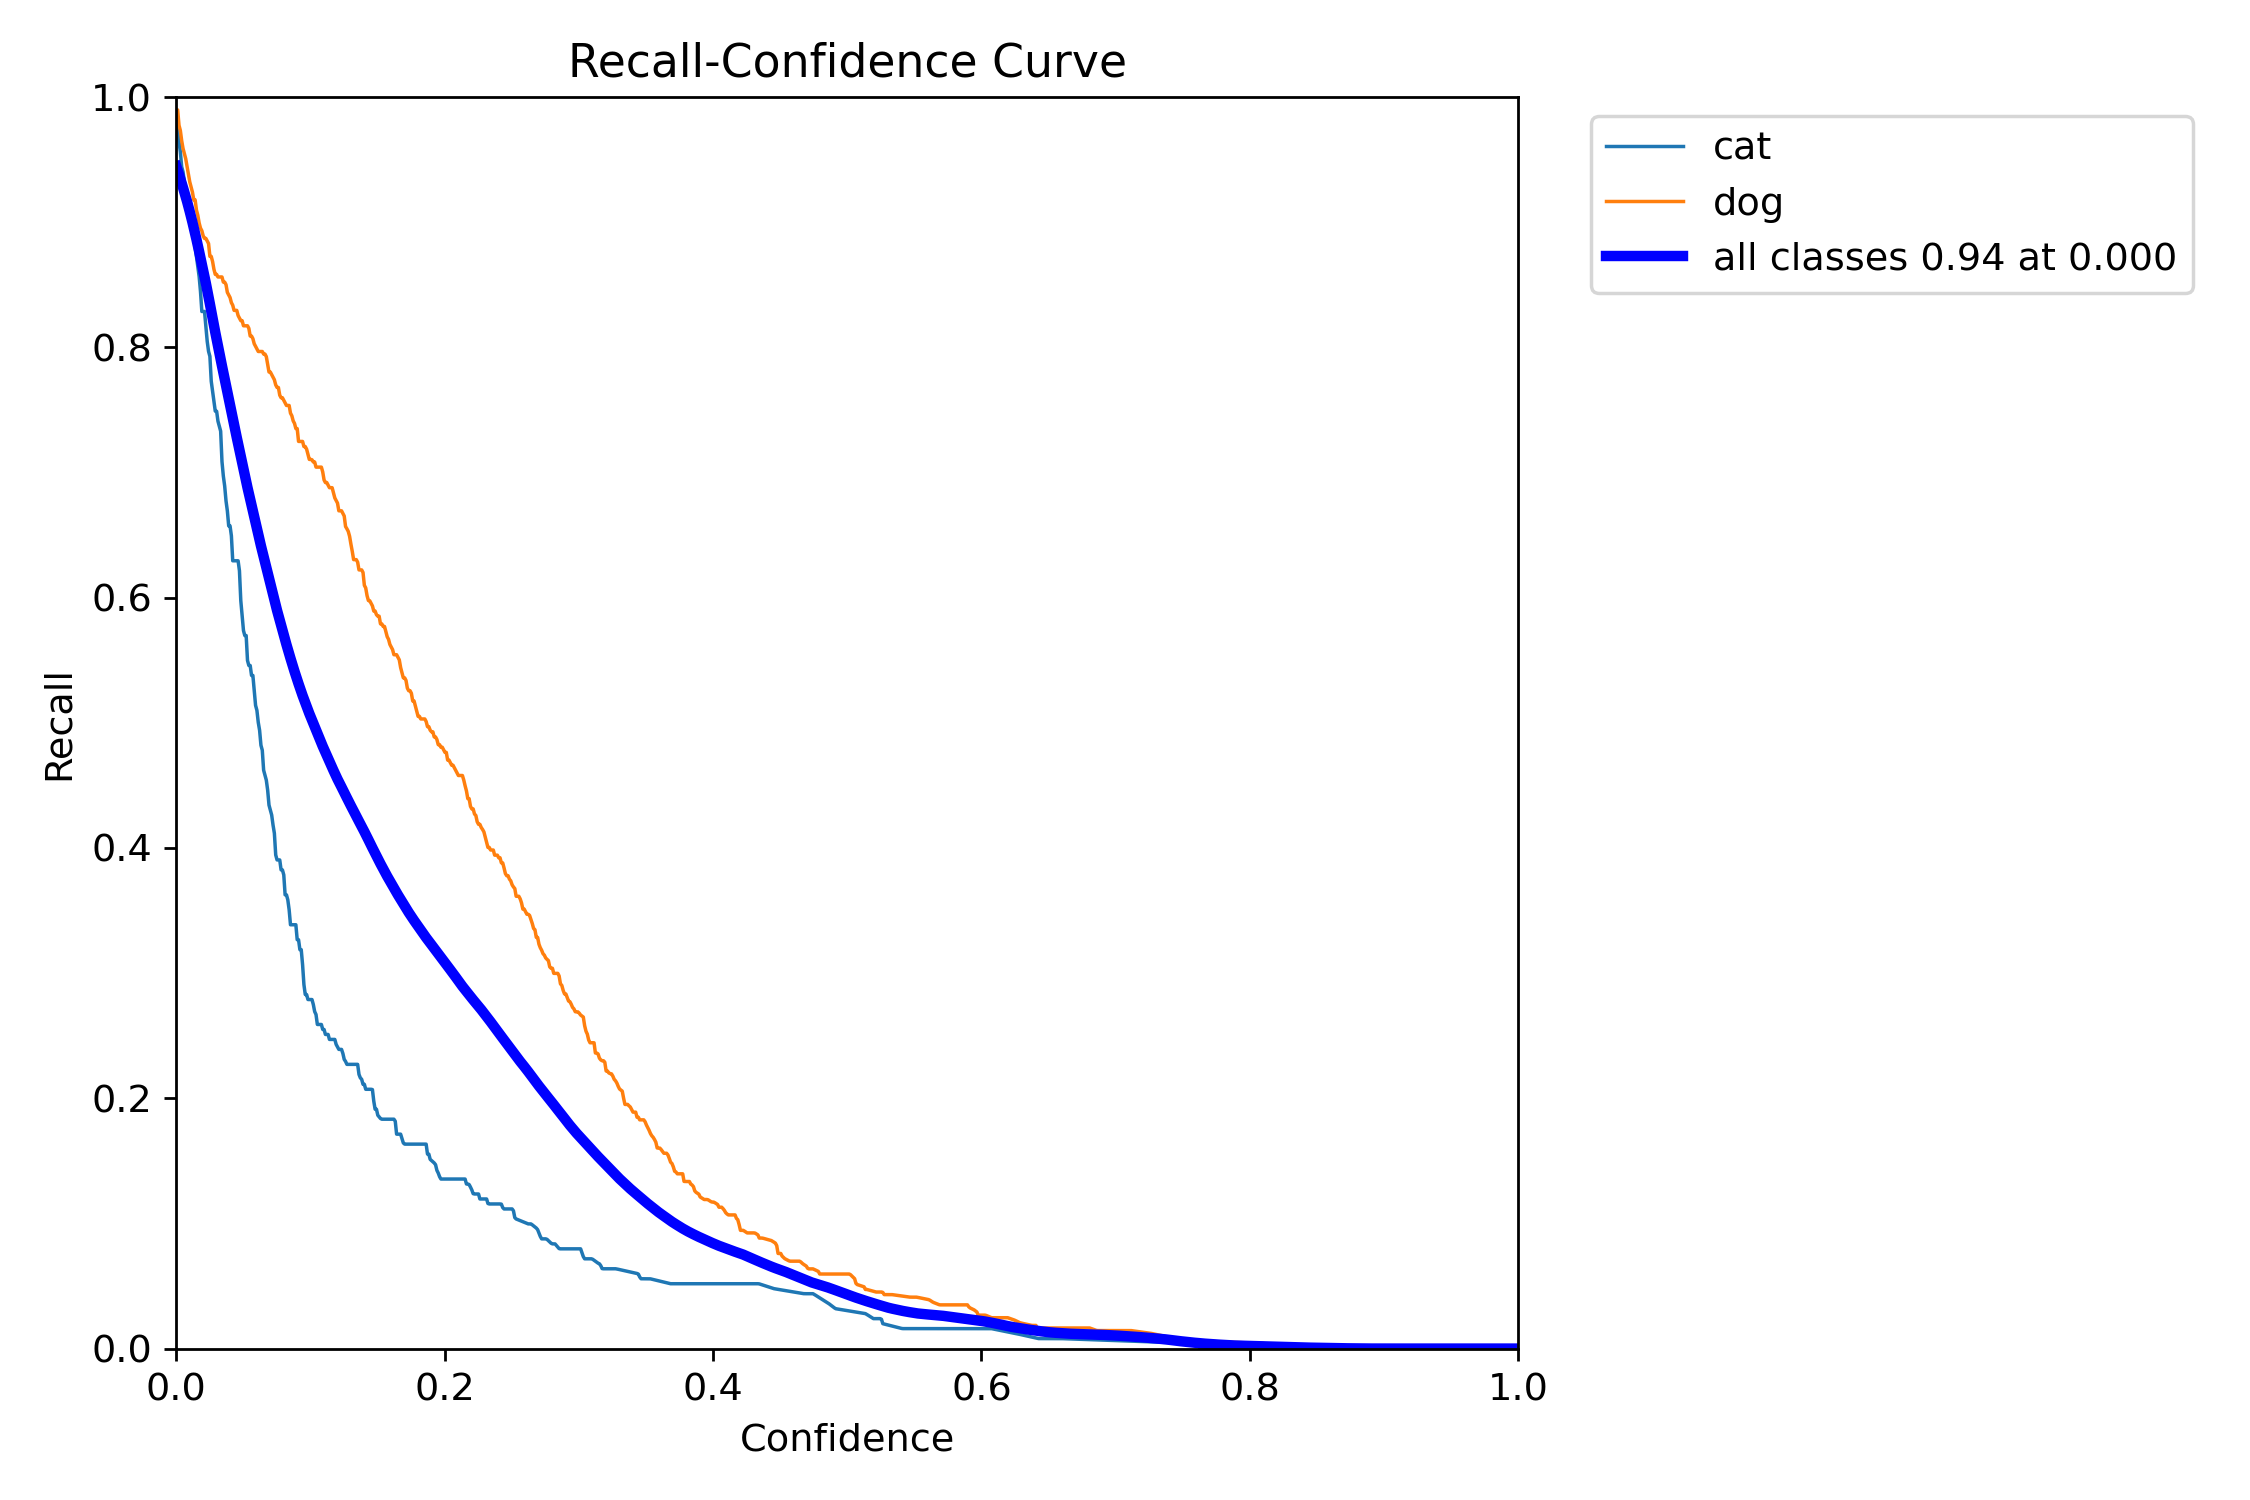 Recall-Confidence Curve
1.0
0.8
0.6
0.4
0.2
0.0
Recall
0.0 0.2 0.4 0.6 0.8 1.0
Confidence
cat
dog
all classes 0.94 at 0.000